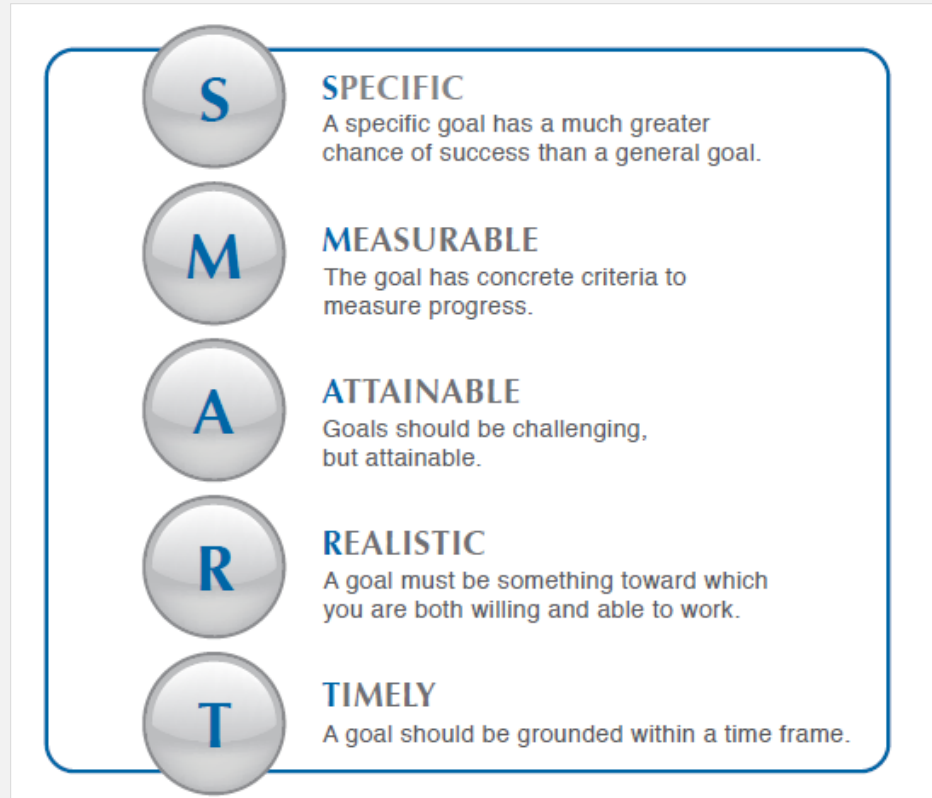 S
SPECIFIC
A specific goal has a much greater
chance of success than a general goal.
M
MEASURABLE
The goal has concrete criteria to
measure progress.
A
ATTAINABLE
Goals should be challenging,
but attainable.
R
REALISTIC
A goal must be something toward which
you are both willing and able to work.
T
TIMELY
A goal should be grounded within a time frame.